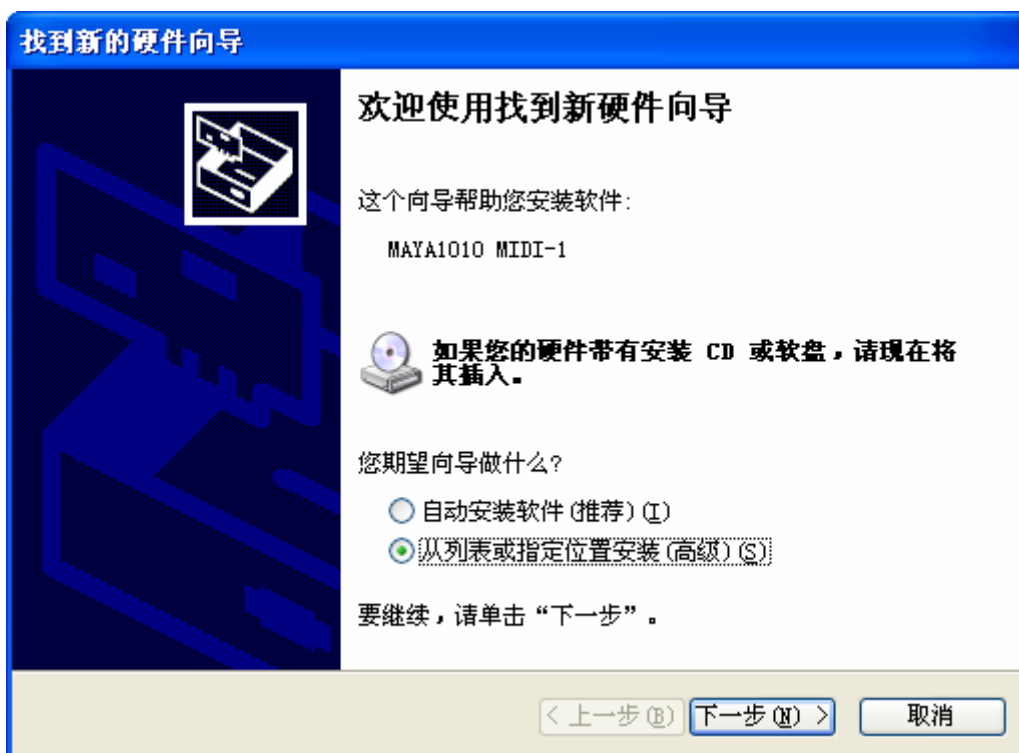 找到新的硬件向导
欢迎使用找到新硬件向导
这个向导帮助您安装软件:
MAYA1010 MIDI-1
如果您的硬件带有安装 CD 或软盘，请现在将
其插入。
您期望向导做什么?
自动安装软件(推荐)(I)
从列表或指定位置安装(高级)(S)
要继续，请单击“下一步”。
< 上一步(B) 下一步(N) > 取消